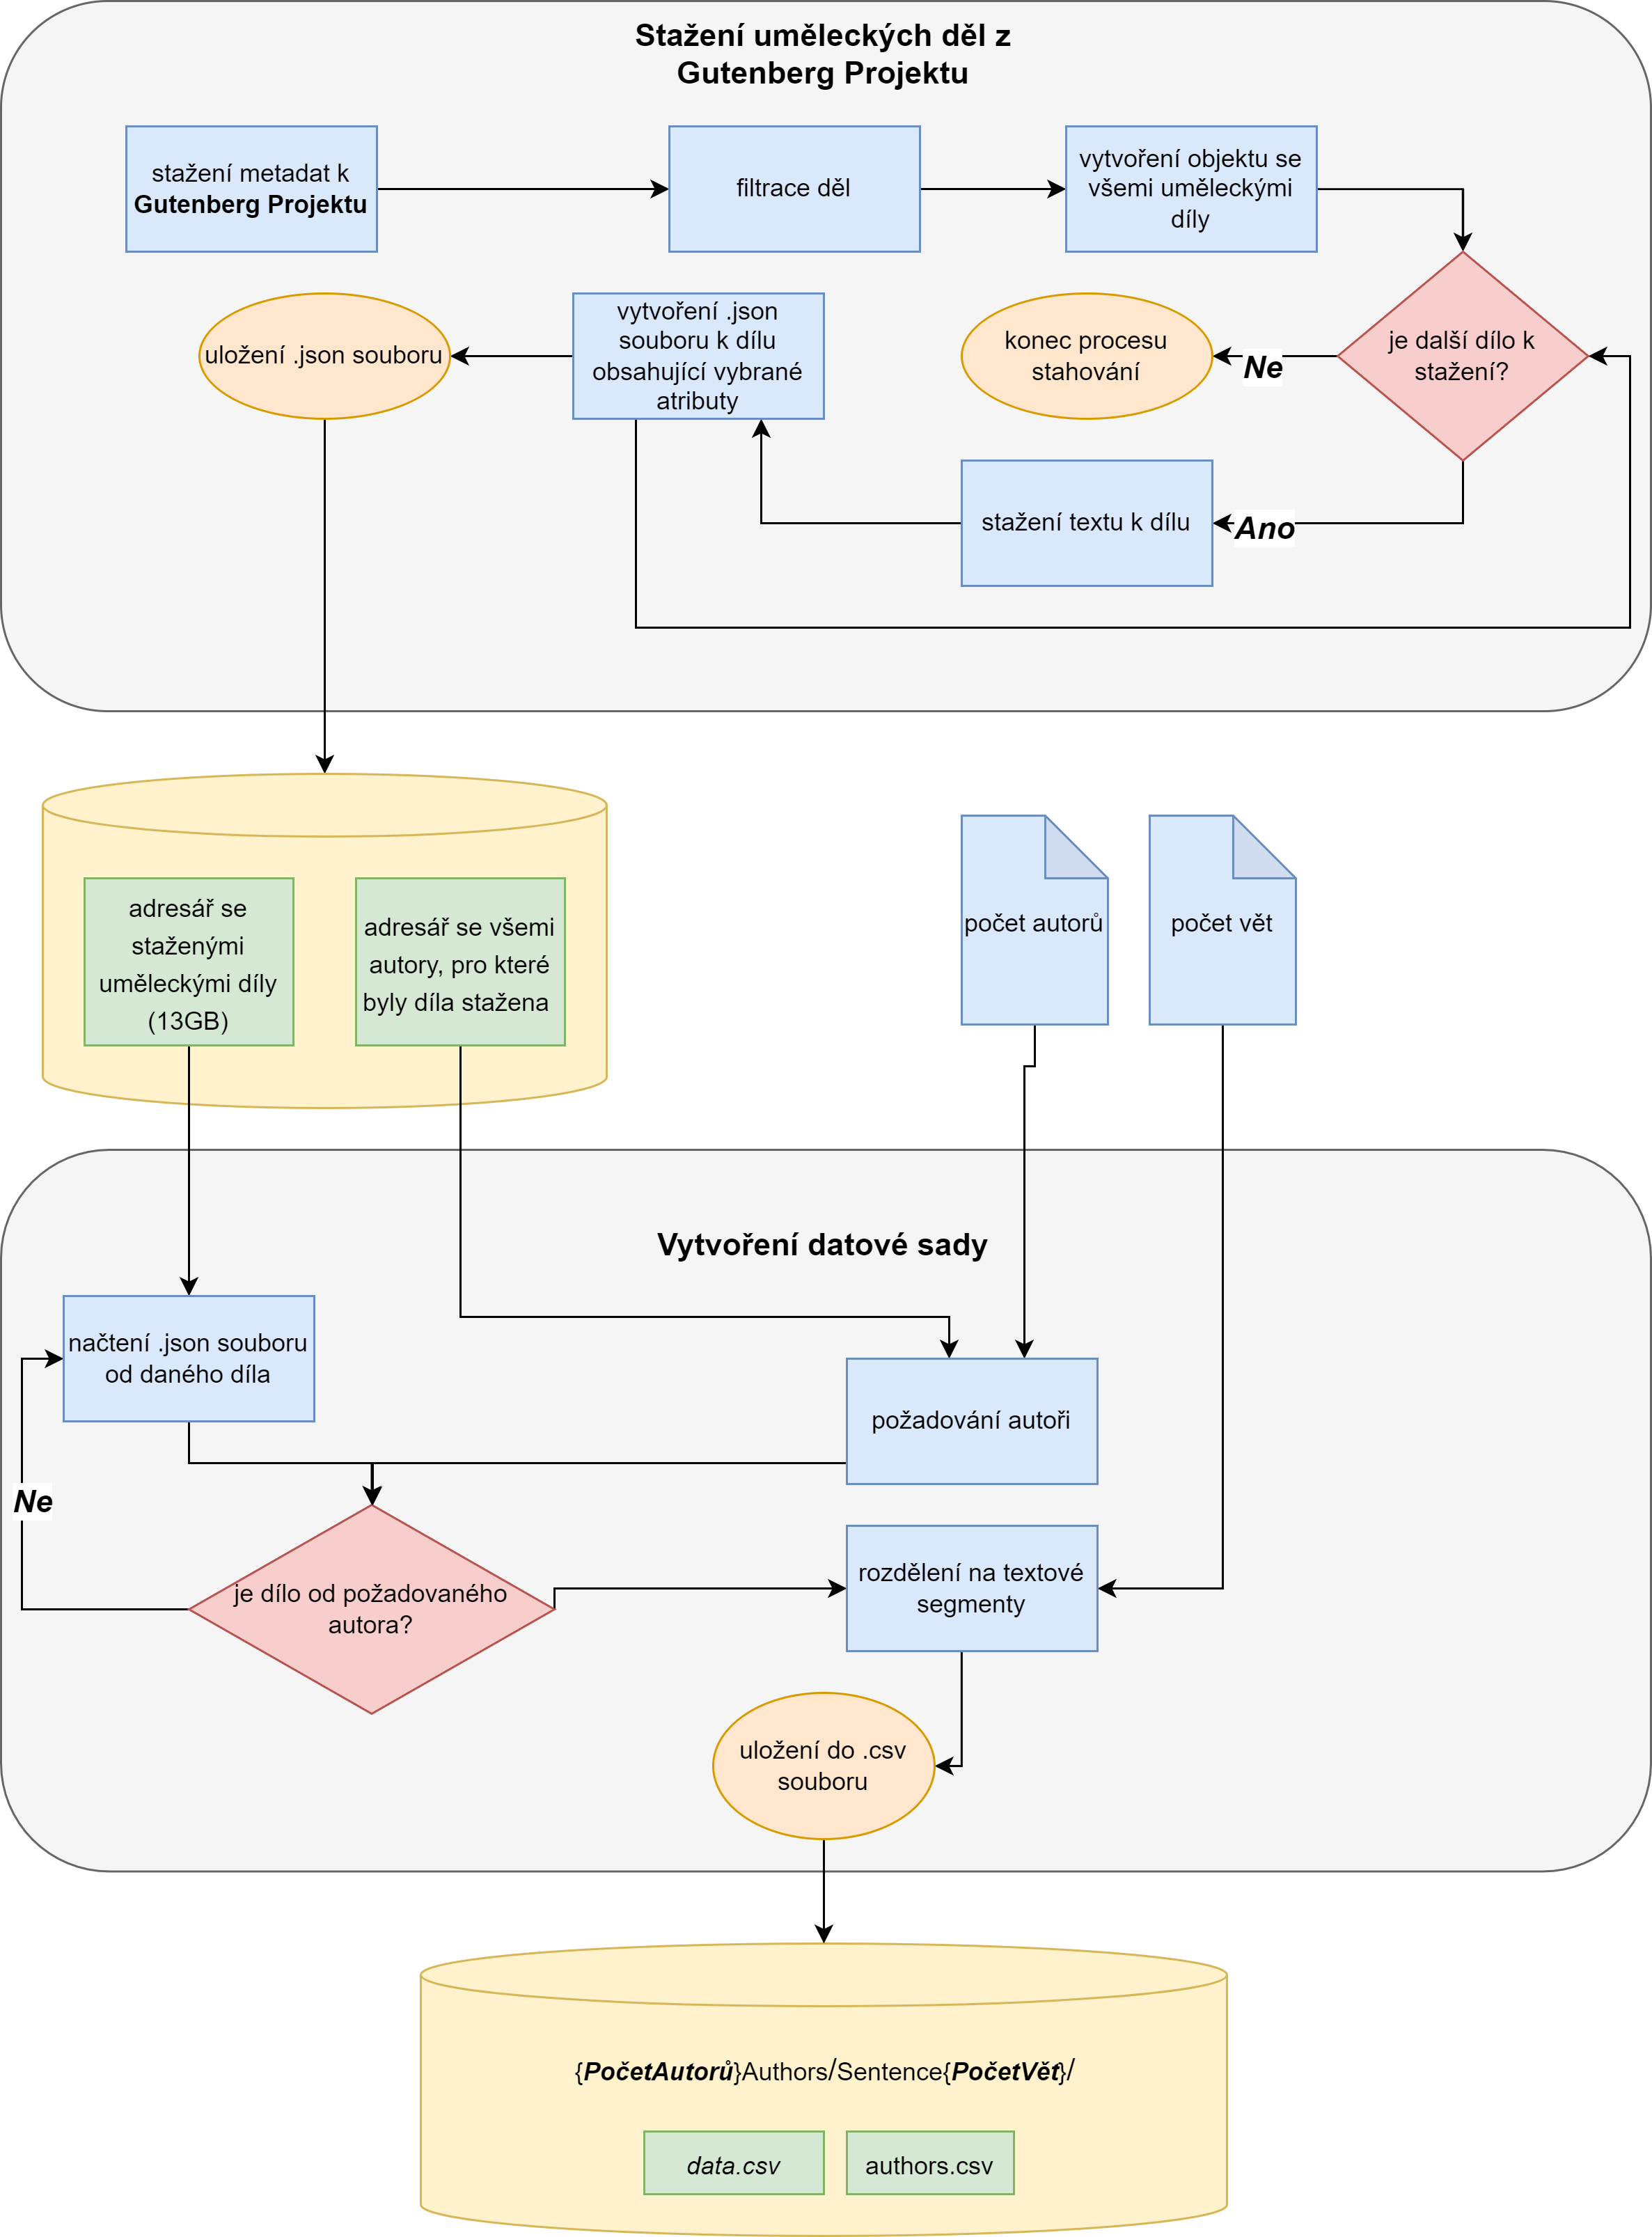 Stažení uměleckých děl z
Gutenberg Projektu
stažení metadat k
Gutenberg Projektu
filtrace děl
vytvoření objektu se
všemi uměleckými
díly
uložení .json souboru
vytvoření .json
souboru k dílu
obsahující vybrané
atributy
konec procesu
stahování
Ne
je další dílo k
stažení?
stažení textu k dílu
Ano
adresář se
staženými
uměleckými díly
(13GB)
adresář se všemi
autory, pro které
byly díla stažena
počet autorů
počet vět
Vytvoření datové sady
načtení .json souboru
od daného díla
požadování autoři
Ne
je dílo od požadovaného
autora?
rozdělení na textové
segmenty
uložení do .csv
souboru
{PočetAutorů}Authors/Sentence{PočetVět}/
data.csv
authors.csv